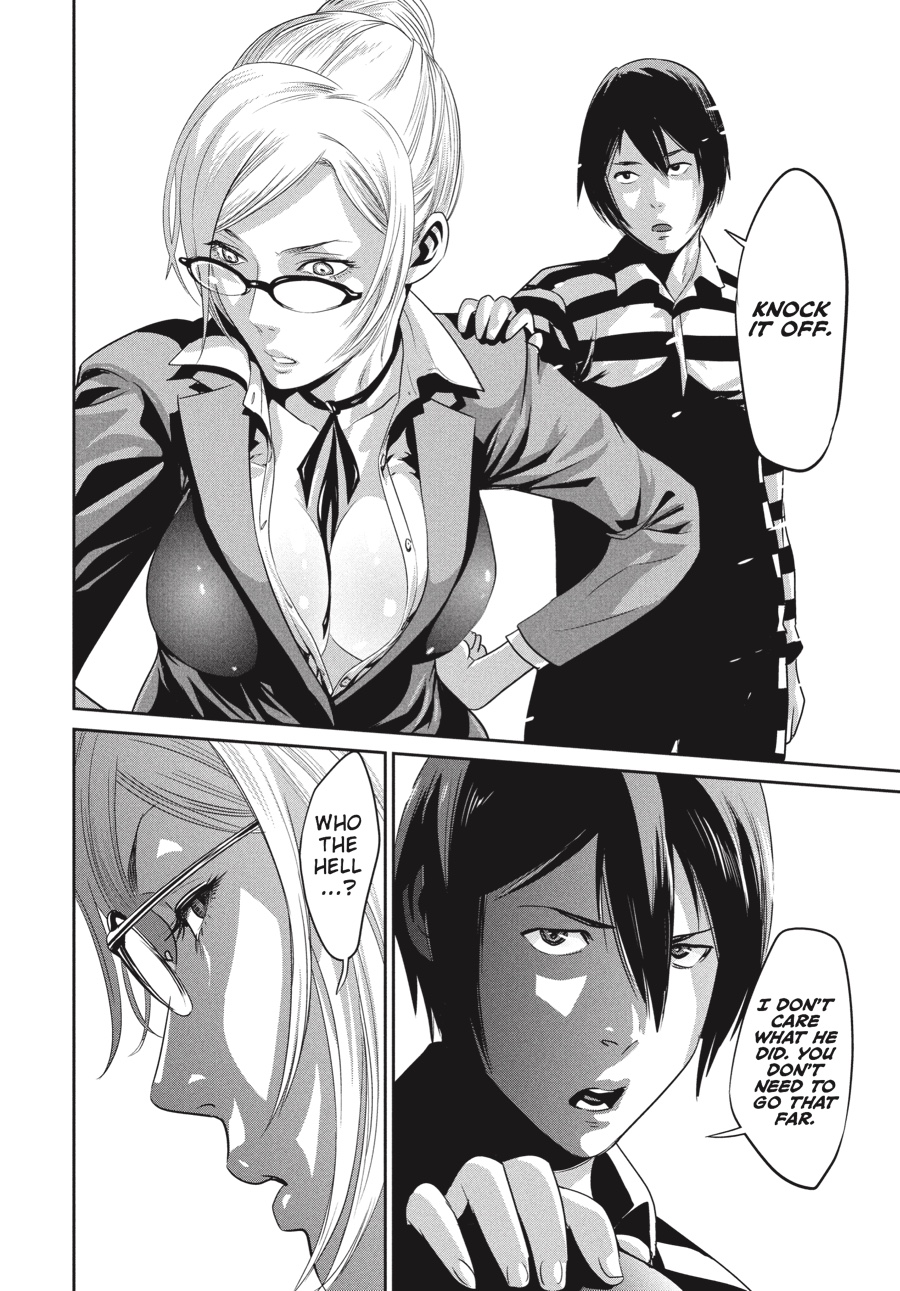 KNOCK
IT OFF.
WHO
THE
HELL
...?
I DON'T
CARE
WHAT HE
DID. YOU
DON'T
NEED TO
GO THAT
FAR.